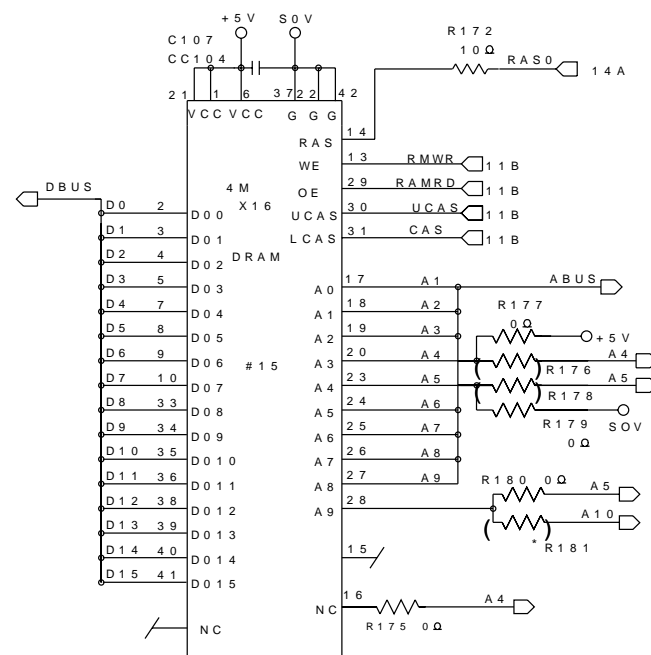 +5V S0V
C107
CC104
R172
10Ω
RAS0
14A
21 1 6 37 22 2 42
VCC VCC G G G
RAS 14
WE 13 RMWR 11B
4M OE 29 RAMRD 11B
X16 UCAS 30 UCAS 11B
DRAM LCAS 31 CAS 11B
#15
DBUS
D0 2 D00
D1 3 D01
D2 4 D02
D3 5 D03
D4 7 D04
D5 8 D05
D6 9 D06
D7 10 D07
D8 33 D08
D9 34 D09
D10 35 D010
D11 36 D011
D12 38 D012
D13 39 D013
D14 40 D014
D15 41 D015
NC
A0 17 A1 ABUS
A1 18 A2
A2 19 A3
A3 20 A4
A4 23 A5
A5 24 A6
A6 25 A7
A7 26 A8
A8 27 A9
A9 28
R177
0Ω
+5V
( ) R176 A4
( ) R178 A5
R179
0Ω
SOV
R180 0Ω A5
( * ) R181 A10
15
NC 16 A4
R175 0Ω